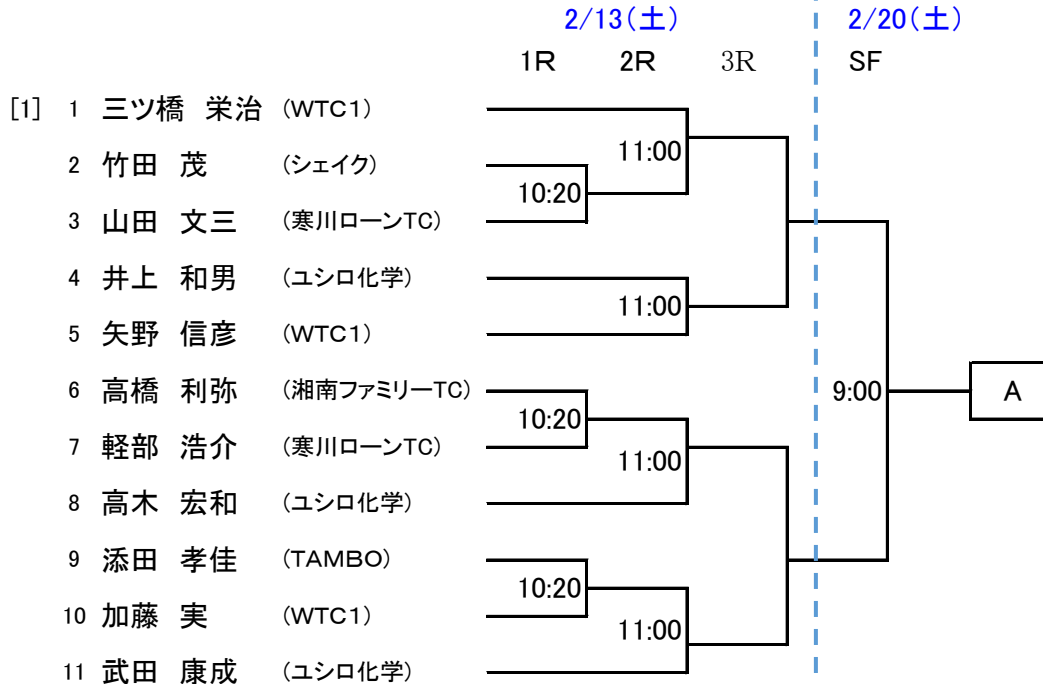 2/13(土) 2/20(土)
1R 2R 3R SF
[1] 1 三ツ橋 栄治 (WTC1)
11:00
2 竹田 茂 (シェイク)
10:20
3 山田 文三 (寒川ローンTC)
4 井上 和男 (ユシロ化学)
11:00
5 矢野 信彦 (WTC1)
6 高橋 利弥 (湘南ファミリーTC)
9:00 A
10:20
7 軽部 浩介 (寒川ローンTC)
11:00
8 高木 宏和 (ユシロ化学)
9 添田 孝佳 (TAMBO)
10:20
10 加藤 実 (WTC1)
11:00
11 武田 康成 (ユシロ化学)